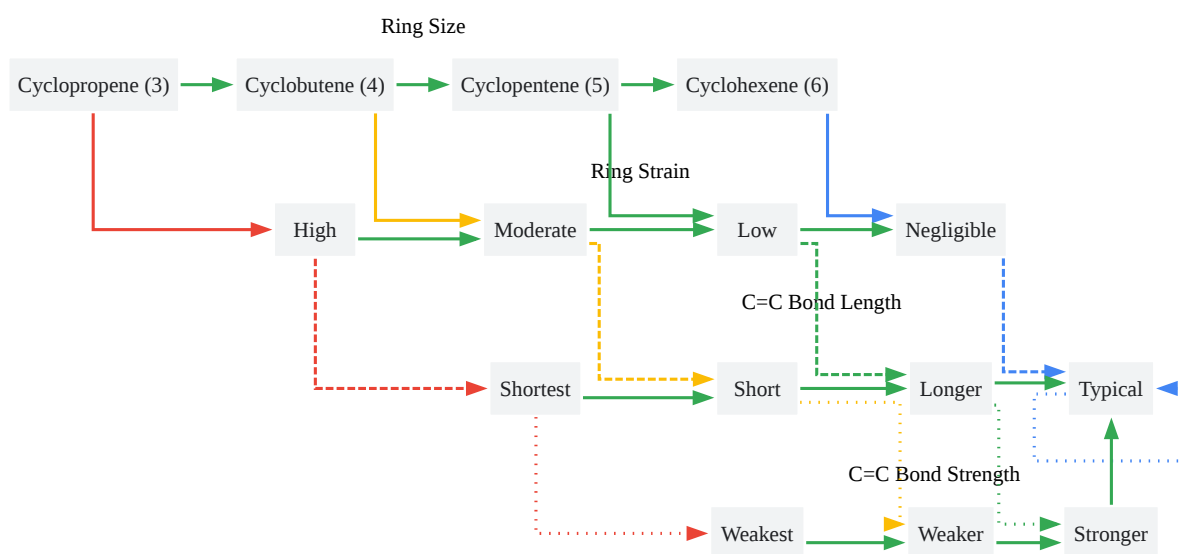 Ring Size
Cyclopropene (3)
Cyclobutene (4)
Cyclopentene (5)
Cyclohexene (6)
Ring Strain
High
Moderate
Low
Negligible
C=C Bond Length
Shortest
Short
Longer
Typical
C=C Bond Strength
Weakest
Weaker
Stronger